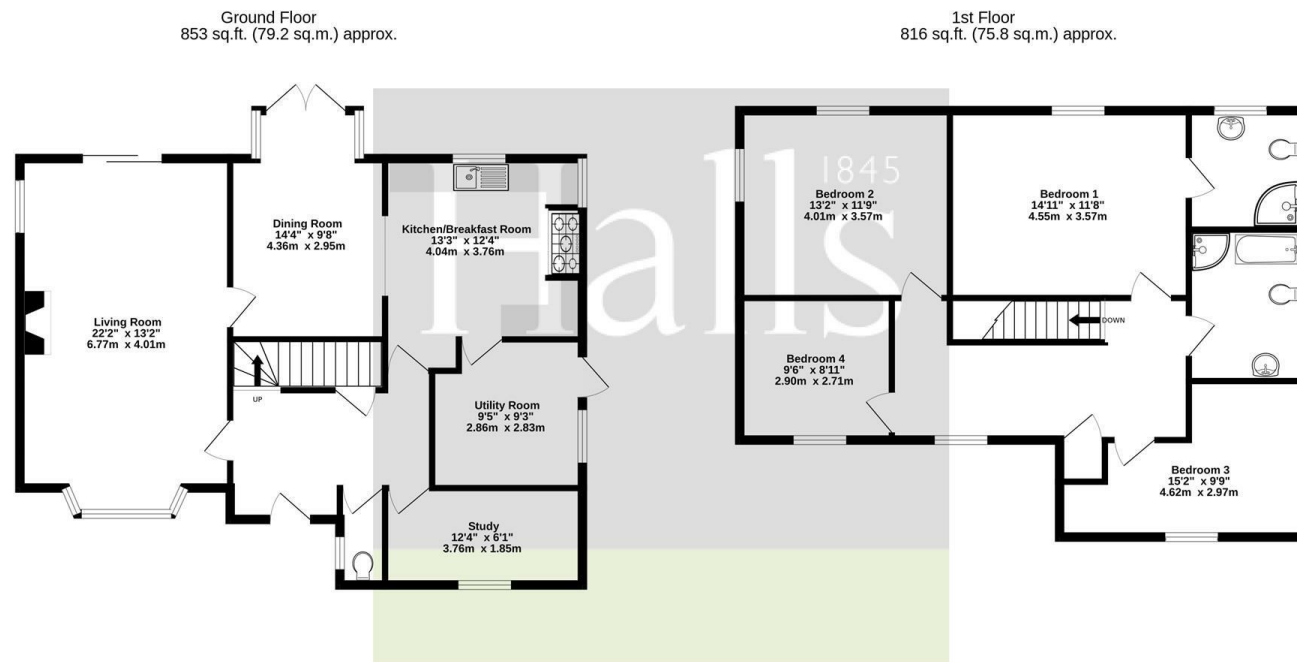 Ground Floor
853 sq.ft. (79.2 sq.m.) approx.
1st Floor
816 sq.ft. (75.8 sq.m.) approx.
Halls
1845
Living Room
22'2" x 13'2"
6.77m x 4.01m
Dining Room
14'4" x 9'8"
4.36m x 2.95m
Kitchen/Breakfast Room
13'3" x 12'4"
4.04m x 3.76m
UP
Utility Room
9'5" x 9'3"
2.86m x 2.83m
Study
12'4" x 6'1"
3.76m x 1.85m
Bedroom 2
13'2" x 11'9"
4.01m x 3.57m
Bedroom 1
14'11" x 11'8"
4.55m x 3.57m
DOWN
Bedroom 4
9'6" x 8'11"
2.90m x 2.71m
Bedroom 3
15'2" x 9'9"
4.62m x 2.97m